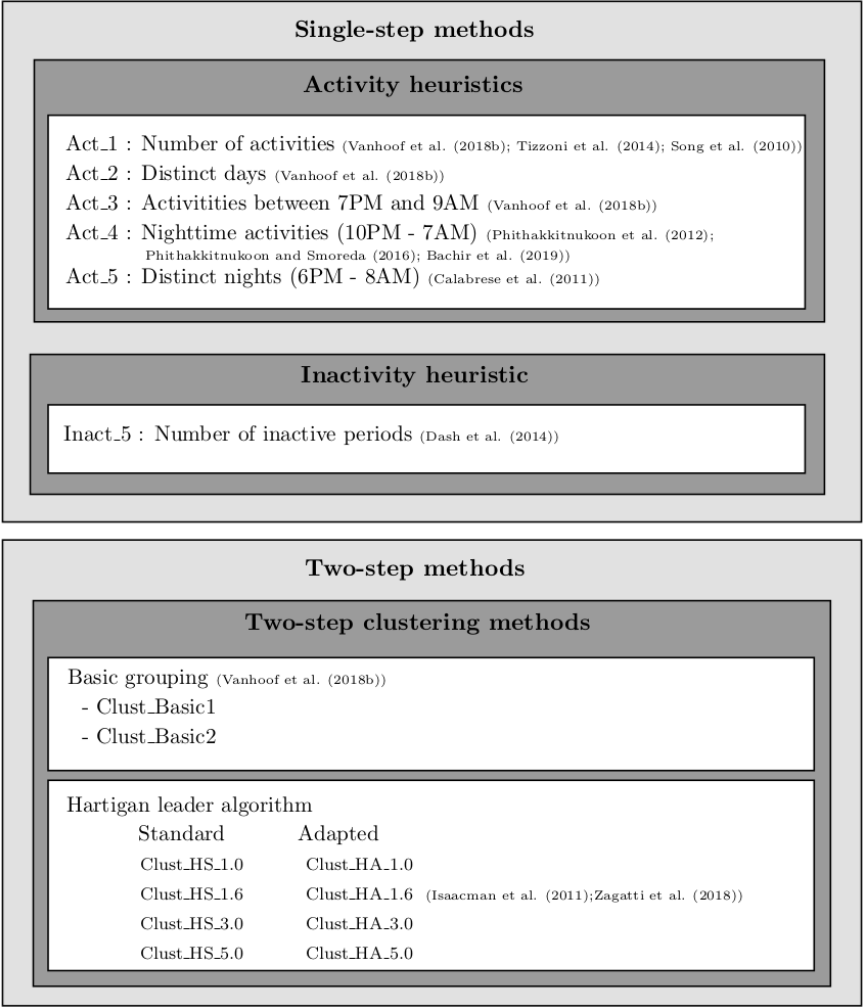 Single-step methods
Activity heuristics
Act_1 : Number of activities (Vanhoof et al. (2018b); Tizzoni et al. (2014); Song et al. (2010))
Act_2 : Distinct days (Vanhoof et al. (2018b))
Act_3 : Activitities between 7PM and 9AM (Vanhoof et al. (2018b))
Act_4 : Nighttime activities (10PM - 7AM) (Phithakkitnukoon et al. (2012);
Phithakkitnukoon and Smoreda (2016); Bachir et al. (2019))
Act_5 : Distinct nights (6PM - 8AM) (Calabrese et al. (2011))
Inactivity heuristic
Inact_5 : Number of inactive periods (Dash et al. (2014))
Two-step methods
Two-step clustering methods
Basic grouping (Vanhoof et al. (2018b))
- Clust_Basic1
- Clust_Basic2
Hartigan leader algorithm
Standard Adapted
Clust_HS_1.0 Clust_HA_1.0
Clust_HS_1.6 Clust_HA_1.6 (Isaacman et al. (2011);Zagatti et al. (2018))
Clust_HS_3.0 Clust_HA_3.0
Clust_HS_5.0 Clust_HA_5.0